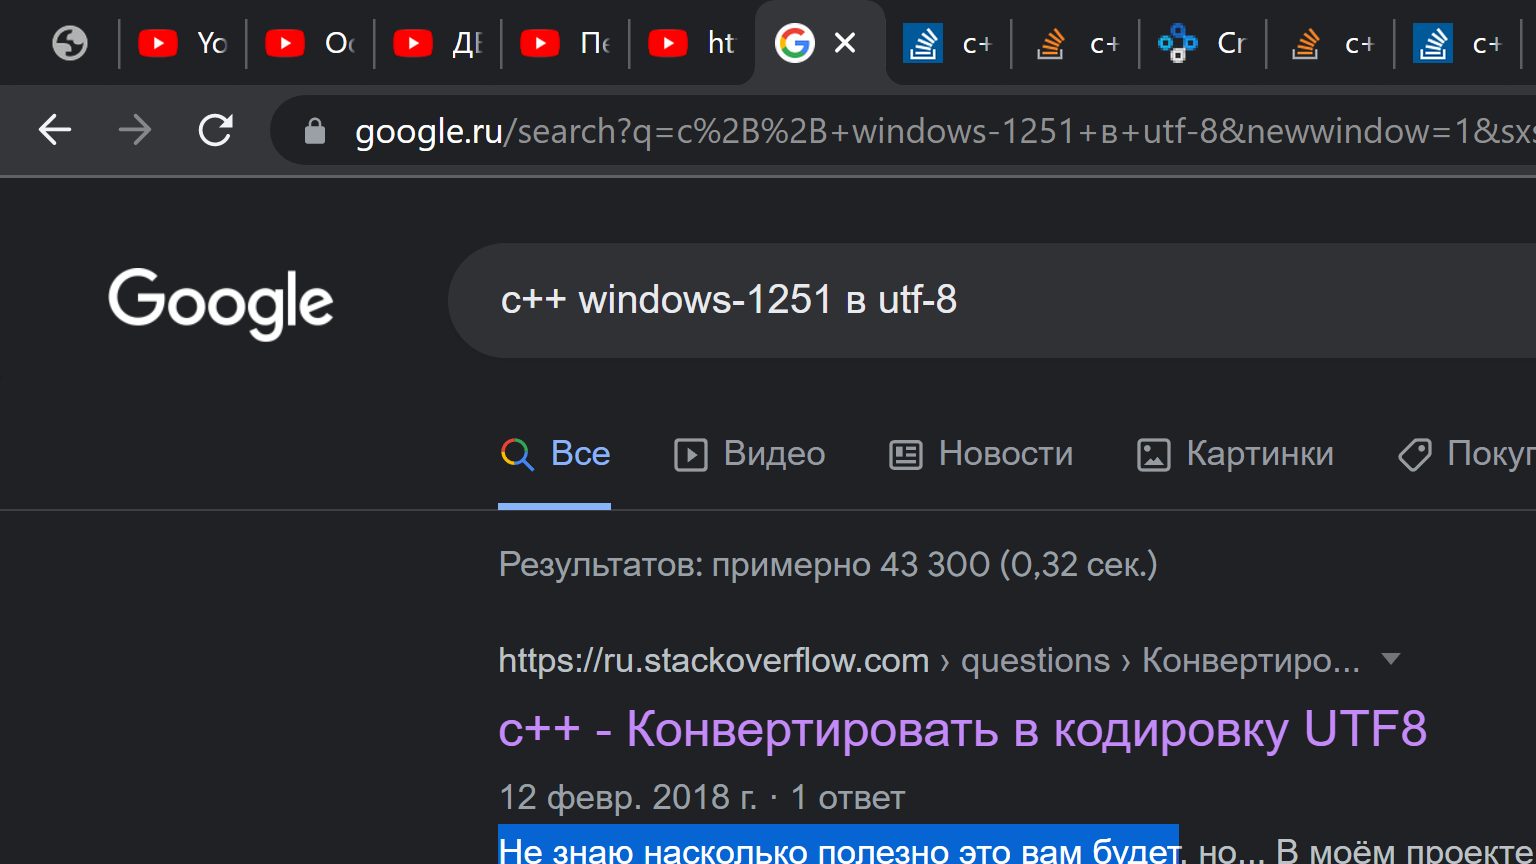 Yo
Ос
ДЕ
Пе
ht
c+
c+
Cr
c+
c+
google.ru/search?q=c%2B%2B+windows-1251+в+utf-8&newwindow=1&sxs
Google
c++ windows-1251 в utf-8
Все Видео Новости Картинки Покуп
Результатов: примерно 43 300 (0,32 сек.)
https://ru.stackoverflow.com › questions › Конвертиро...
c++ - Конвертировать в кодировку UTF8
12 февр. 2018 г. · 1 ответ
Не знаю насколько полезно это вам будет, но... В моём проекте